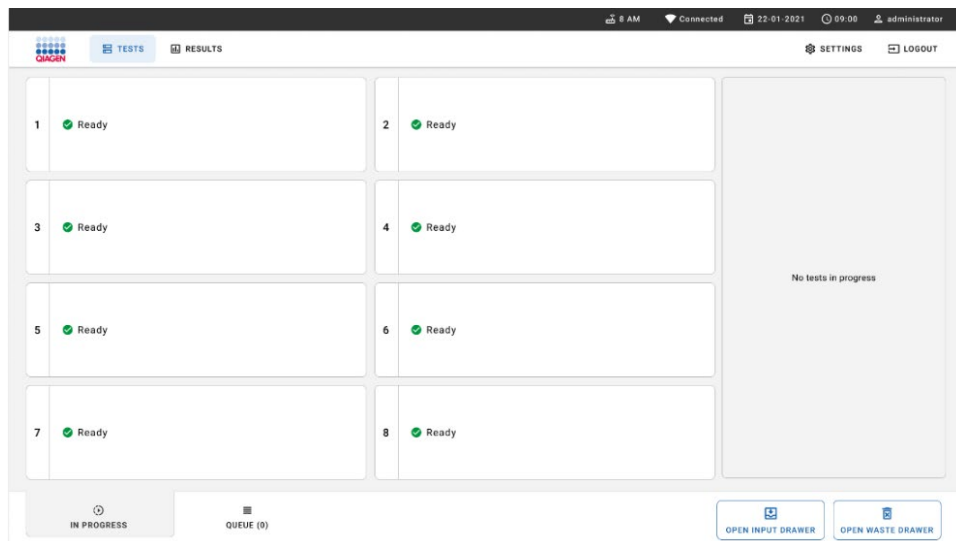 8 AM Connected 22-01-2021 09:00 administrator
QIAGEN TESTS RESULTS SETTINGS LOGOUT
1 Ready 2 Ready
3 Ready 4 Ready
No tests in progress
5 Ready 6 Ready
7 Ready 8 Ready
IN PROGRESS QUEUE (0) OPEN INPUT DRAWER OPEN WASTE DRAWER